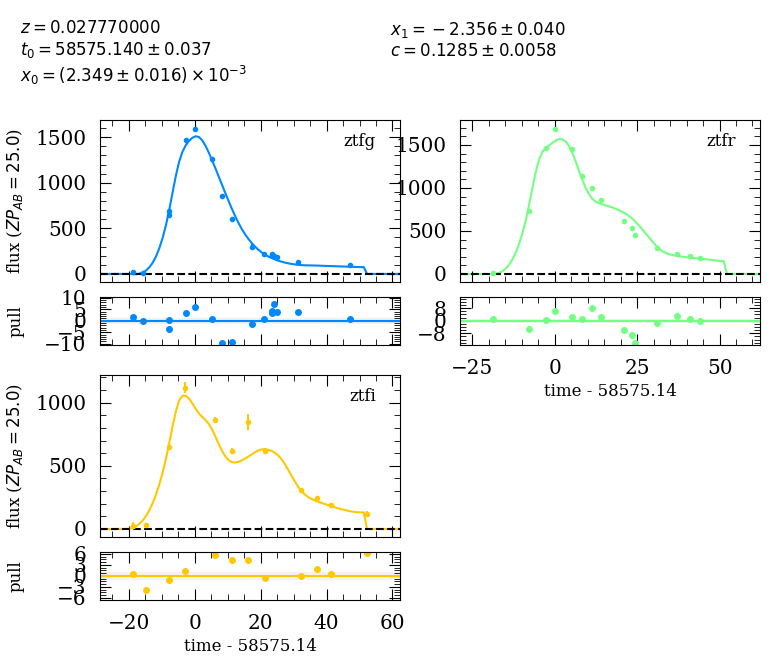 z = 0.027770000
t₀ = 58575.140 ± 0.037
x₀ = (2.349 ± 0.016) × 10⁻³
x₁ = −2.356 ± 0.040
c = 0.1285 ± 0.0058
flux (ZP_AB = 25.0)
1500
1000
500
0
ztfg
1500
1000
500
0
ztfr
pull
10
5
0
−5
−10
8
0
−8
−25
0
25
50
time - 58575.14
flux (ZP_AB = 25.0)
1000
500
0
ztfi
pull
6
3
0
−3
−6
−20
0
20
40
60
time - 58575.14